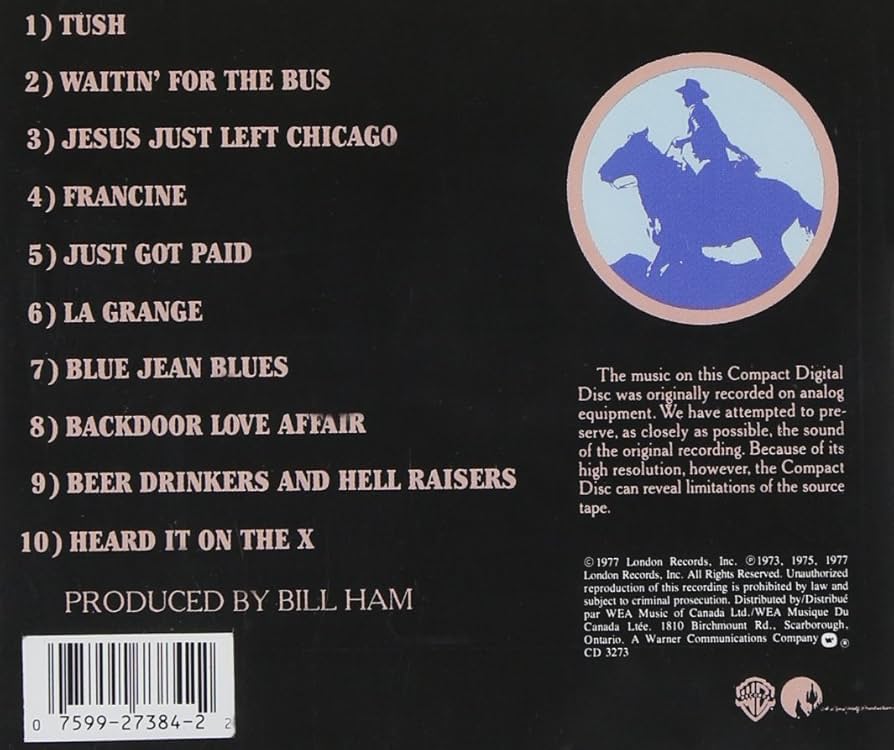 1) TUSH
2) WAITIN' FOR THE BUS
3) JESUS JUST LEFT CHICAGO
4) FRANCINE
5) JUST GOT PAID
6) LA GRANGE
7) BLUE JEAN BLUES
8) BACKDOOR LOVE AFFAIR
9) BEER DRINKERS AND HELL RAISERS
10) HEARD IT ON THE X
PRODUCED BY BILL HAM
0 7599-27384-2 2
The music on this Compact Digital
Disc was originally recorded on analog
equipment. We have attempted to pre-
serve, as closely as possible, the sound
of the original recording. Because of its
high resolution, however, the Compact
Disc can reveal limitations of the source
tape.
©1977 London Records, Inc. ℗1973, 1975, 1977
London Records, Inc. All Rights Reserved. Unauthorized
reproduction of this recording is prohibited by law and
subject to criminal prosecution. Distributed by/Distribué
par WEA Music of Canada Ltd./WEA Musique Du
Canada Ltée. 1810 Birchmount Rd., Scarborough,
Ontario. A Warner Communications Company ®
CD 3273